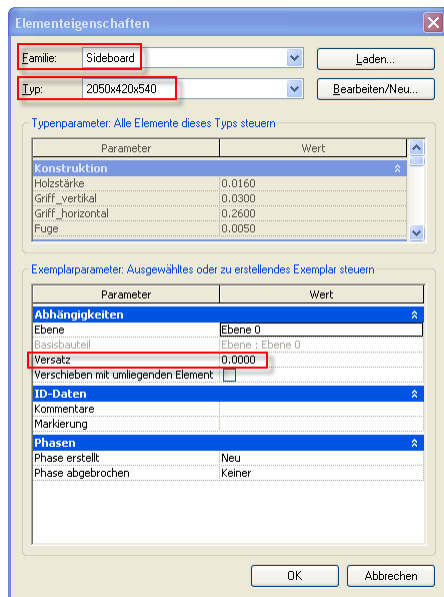 Elementeigenschaften
Familie: Sideboard Laden...
Typ: 2050x420x540 Bearbeiten/Neu...
Typenparameter: Alle Elemente dieses Typs steuern
Parameter Wert
Konstruktion
Holzstärke 0.0160
Griff_vertikal 0.0300
Griff_horizontal 0.2600
Fuge 0.0050
Exemplarparameter: Ausgewähltes oder zu erstellendes Exemplar steuern
Parameter Wert
Abhängigkeiten
Ebene Ebene 0
Basisbauteil Ebene : Ebene 0
Versatz 0.0000
Verschieben mit umliegenden Element
ID-Daten
Kommentare
Markierung
Phasen
Phase erstellt Neu
Phase abgebrochen Keiner
OK Abbrechen